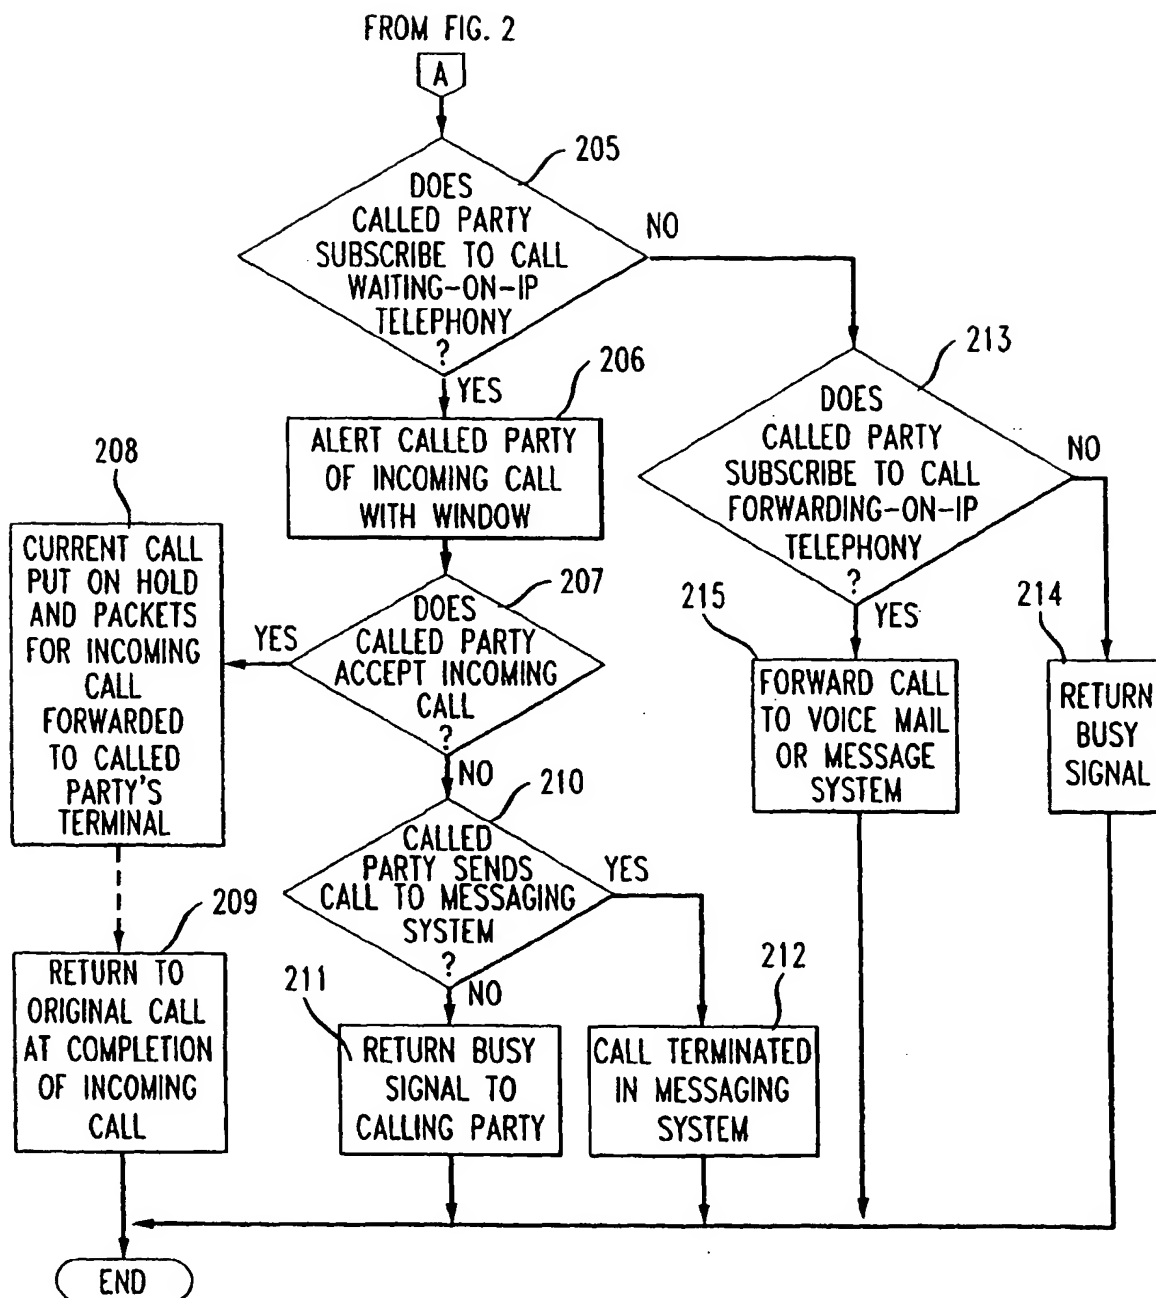 FROM FIG. 2
A
205
DOES
CALLED PARTY
SUBSCRIBE TO CALL
WAITING-ON-IP
TELEPHONY
?
NO
YES
206
ALERT CALLED PARTY
OF INCOMING CALL
WITH WINDOW
213
DOES
CALLED PARTY
SUBSCRIBE TO CALL
FORWARDING-ON-IP
TELEPHONY
?
NO
YES
208
CURRENT CALL
PUT ON HOLD
AND PACKETS
FOR INCOMING
CALL
FORWARDED
TO CALLED
PARTY'S
TERMINAL
207
DOES
CALLED PARTY
ACCEPT INCOMING
CALL
?
YES
NO
215
FORWARD CALL
TO VOICE MAIL
OR MESSAGE
SYSTEM
214
RETURN
BUSY
SIGNAL
210
CALLED
PARTY SENDS
CALL TO MESSAGING
SYSTEM
?
YES
NO
209
RETURN TO
ORIGINAL CALL
AT COMPLETION
OF INCOMING
CALL
211
RETURN BUSY
SIGNAL TO
CALLING PARTY
212
CALL TERMINATED
IN MESSAGING
SYSTEM
END